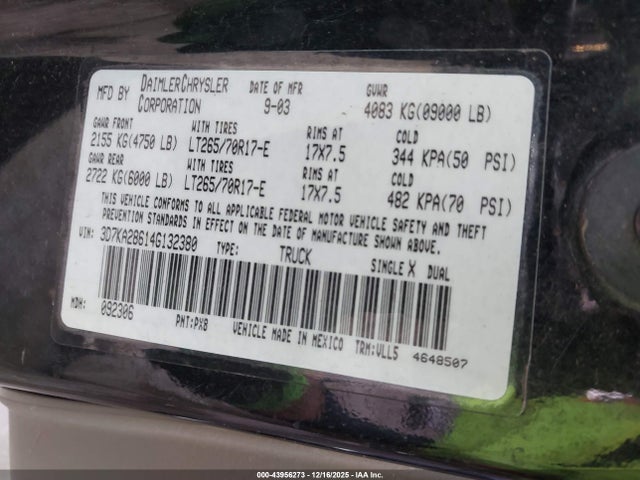 MFD BY DAIMLERCHRYSLER CORPORATION DATE OF MFR 9-03 GVWR 4083 KG(09000 LB)
GAWR FRONT WITH TIRES RIMS AT COLD
2155 KG(4750 LB) LT265/70R17-E 17X7.5 344 KPA(50 PSI)
GAWR REAR WITH TIRES RIMS AT COLD
2722 KG(6000 LB) LT265/70R17-E 17X7.5 482 KPA(70 PSI)
THIS VEHICLE CONFORMS TO ALL APPLICABLE FEDERAL MOTOR VEHICLE SAFETY AND THEFT
PREVENTION STANDARDS IN EFFECT ON THE DATE OF MANUFACTURE SHOWN ABOVE.
VIN: 3D7KA28614G132380 TYPE: TRUCK SINGLE X DUAL
MDH: 092306 PNT:PX8 VEHICLE MADE IN MEXICO TRM:VLL5 4648507
000-43956273 - 12/16/2025 - IAA Inc.